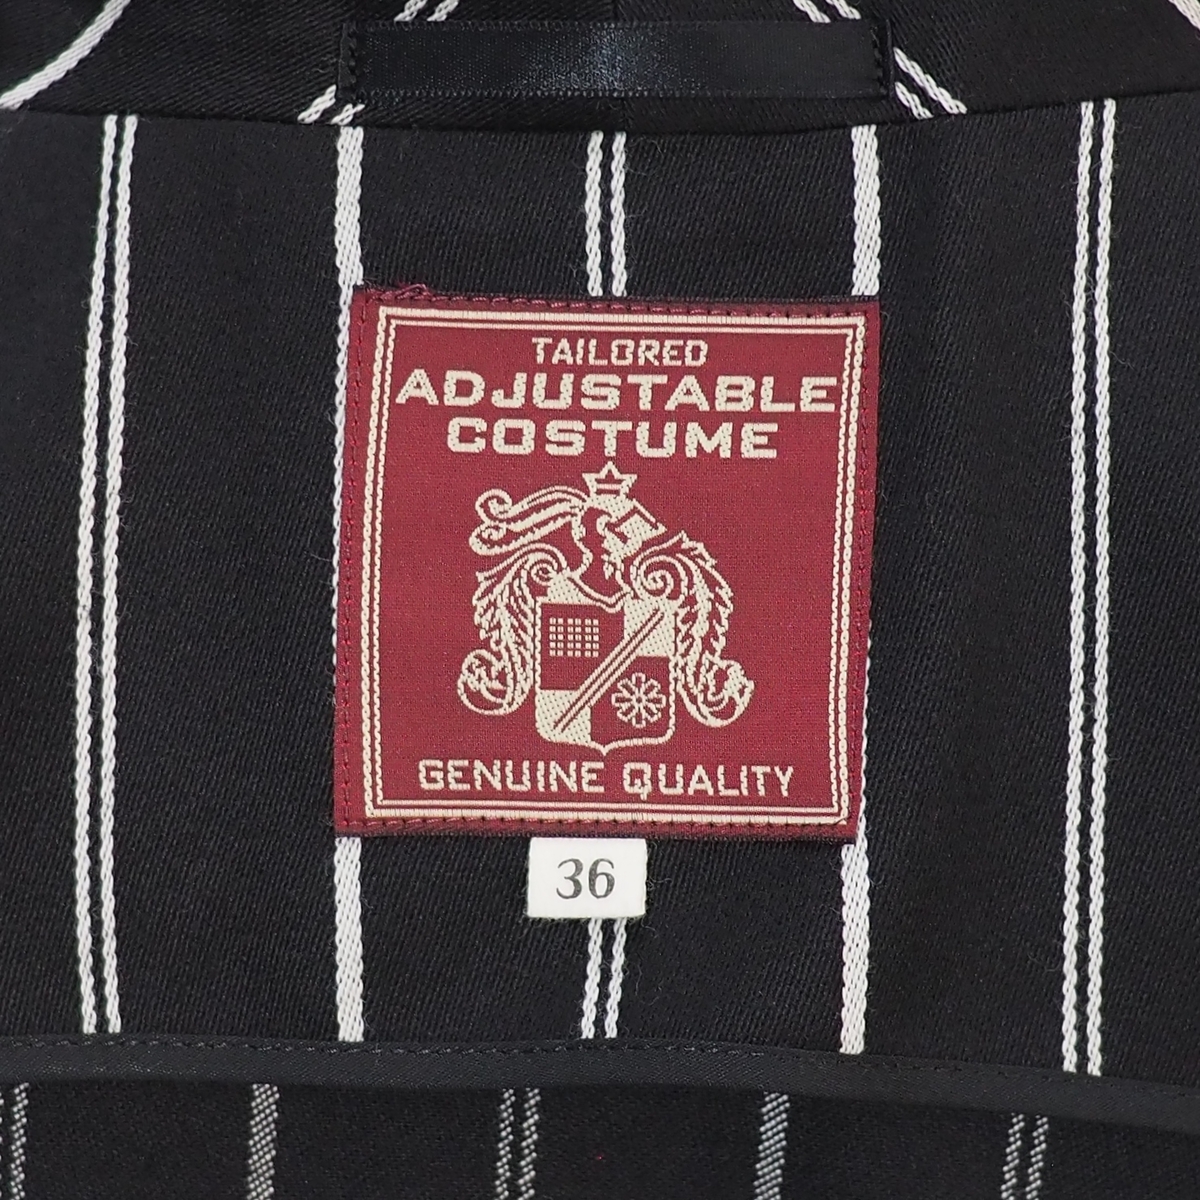 TAILORED
ADJUSTABLE
COSTUME
GENUINE QUALITY
36